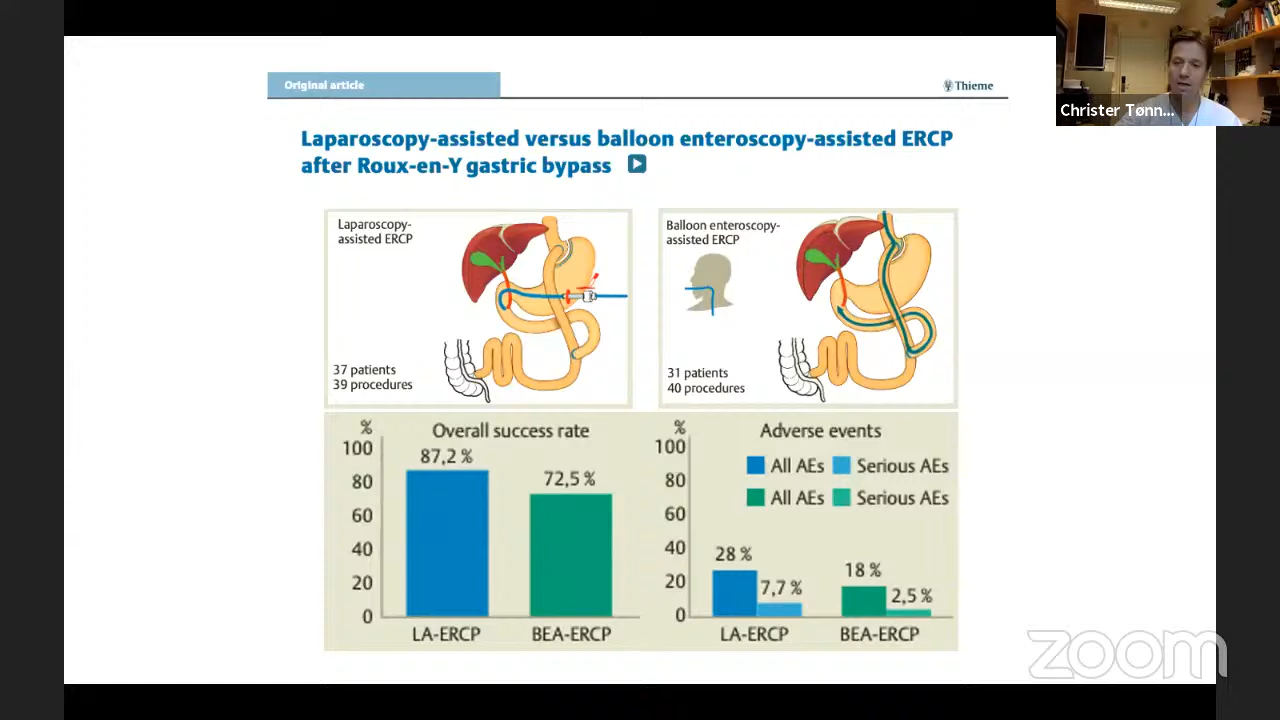 Original article
Thieme
Christer Tønn...
Laparoscopy-assisted versus balloon enteroscopy-assisted ERCP
after Roux-en-Y gastric bypass
Laparoscopy-
assisted ERCP
37 patients
39 procedures
Balloon enteroscopy-
assisted ERCP
31 patients
40 procedures
%
Overall success rate
100
80
60
40
20
0
87,2 %
72,5 %
LA-ERCP
BEA-ERCP
%
Adverse events
100
80
60
40
20
0
All AEs
Serious AEs
All AEs
Serious AEs
28 %
7,7 %
18 %
2,5 %
LA-ERCP
BEA-ERCP
zoom